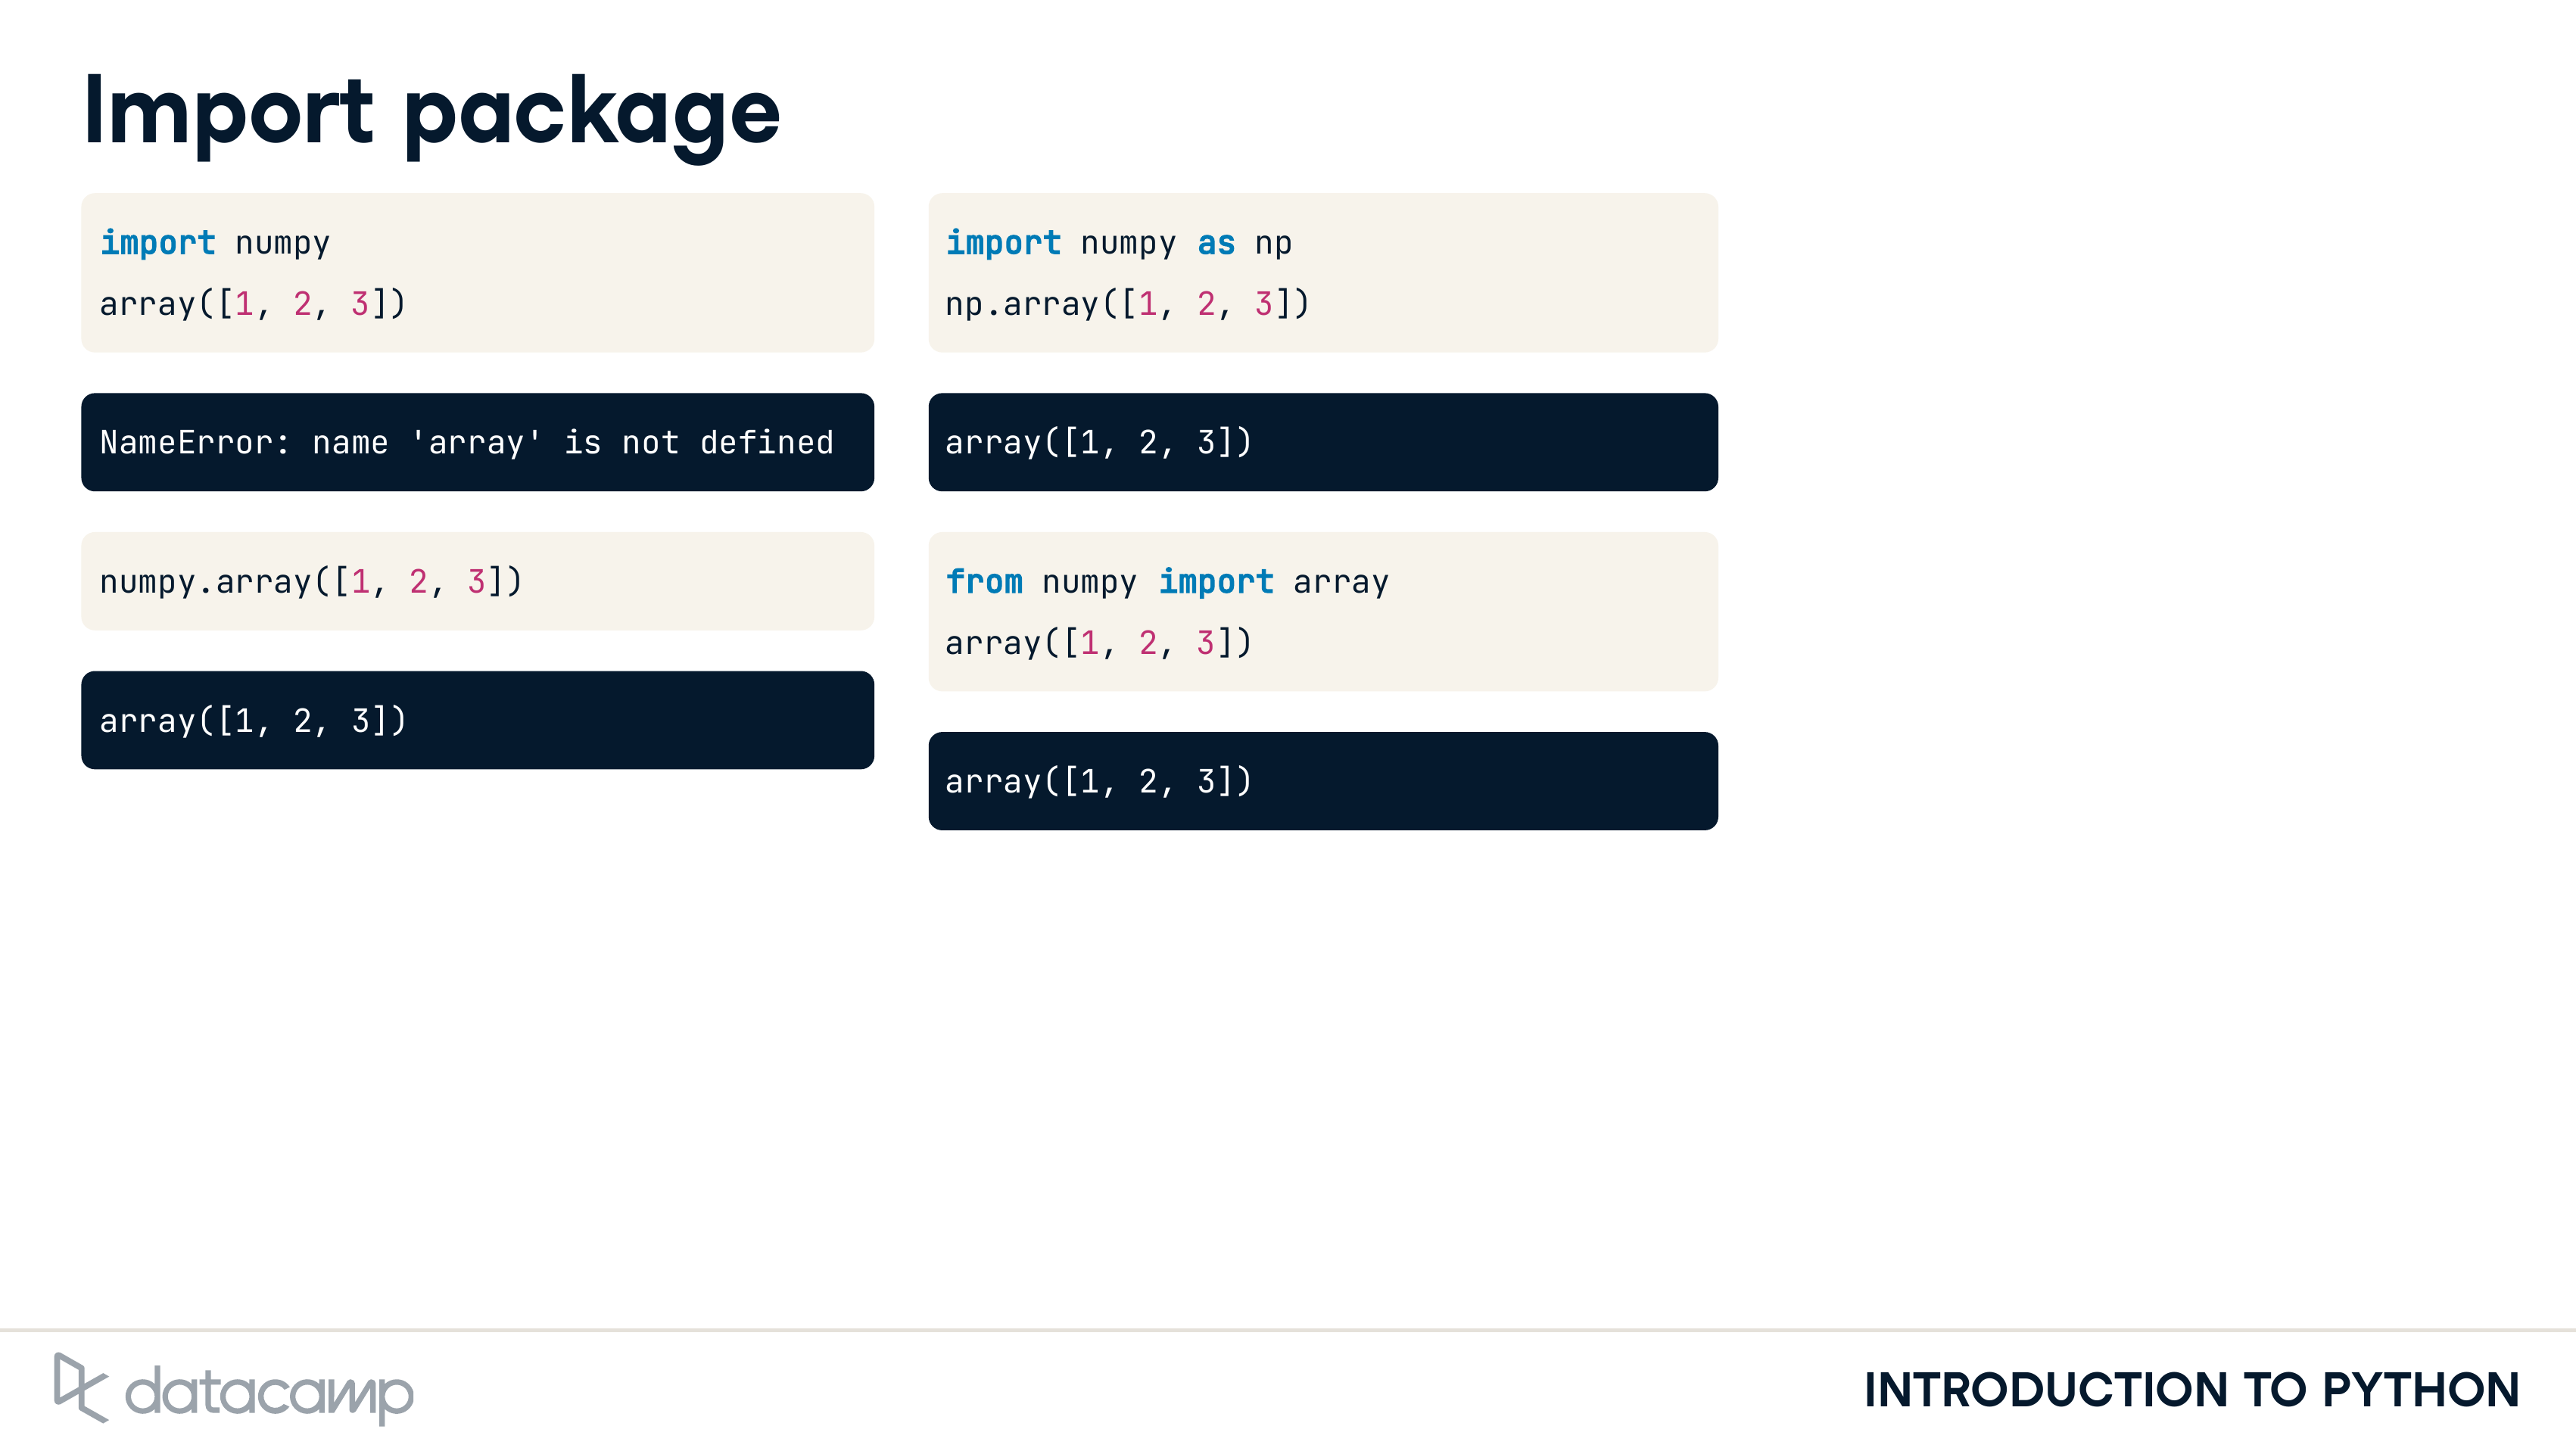 Import package
import numpy
array([1, 2, 3])
NameError: name 'array' is not defined
numpy.array([1, 2, 3])
array([1, 2, 3])
import numpy as np
np.array([1, 2, 3])
array([1, 2, 3])
from numpy import array
array([1, 2, 3])
array([1, 2, 3])
datacamp
INTRODUCTION TO PYTHON